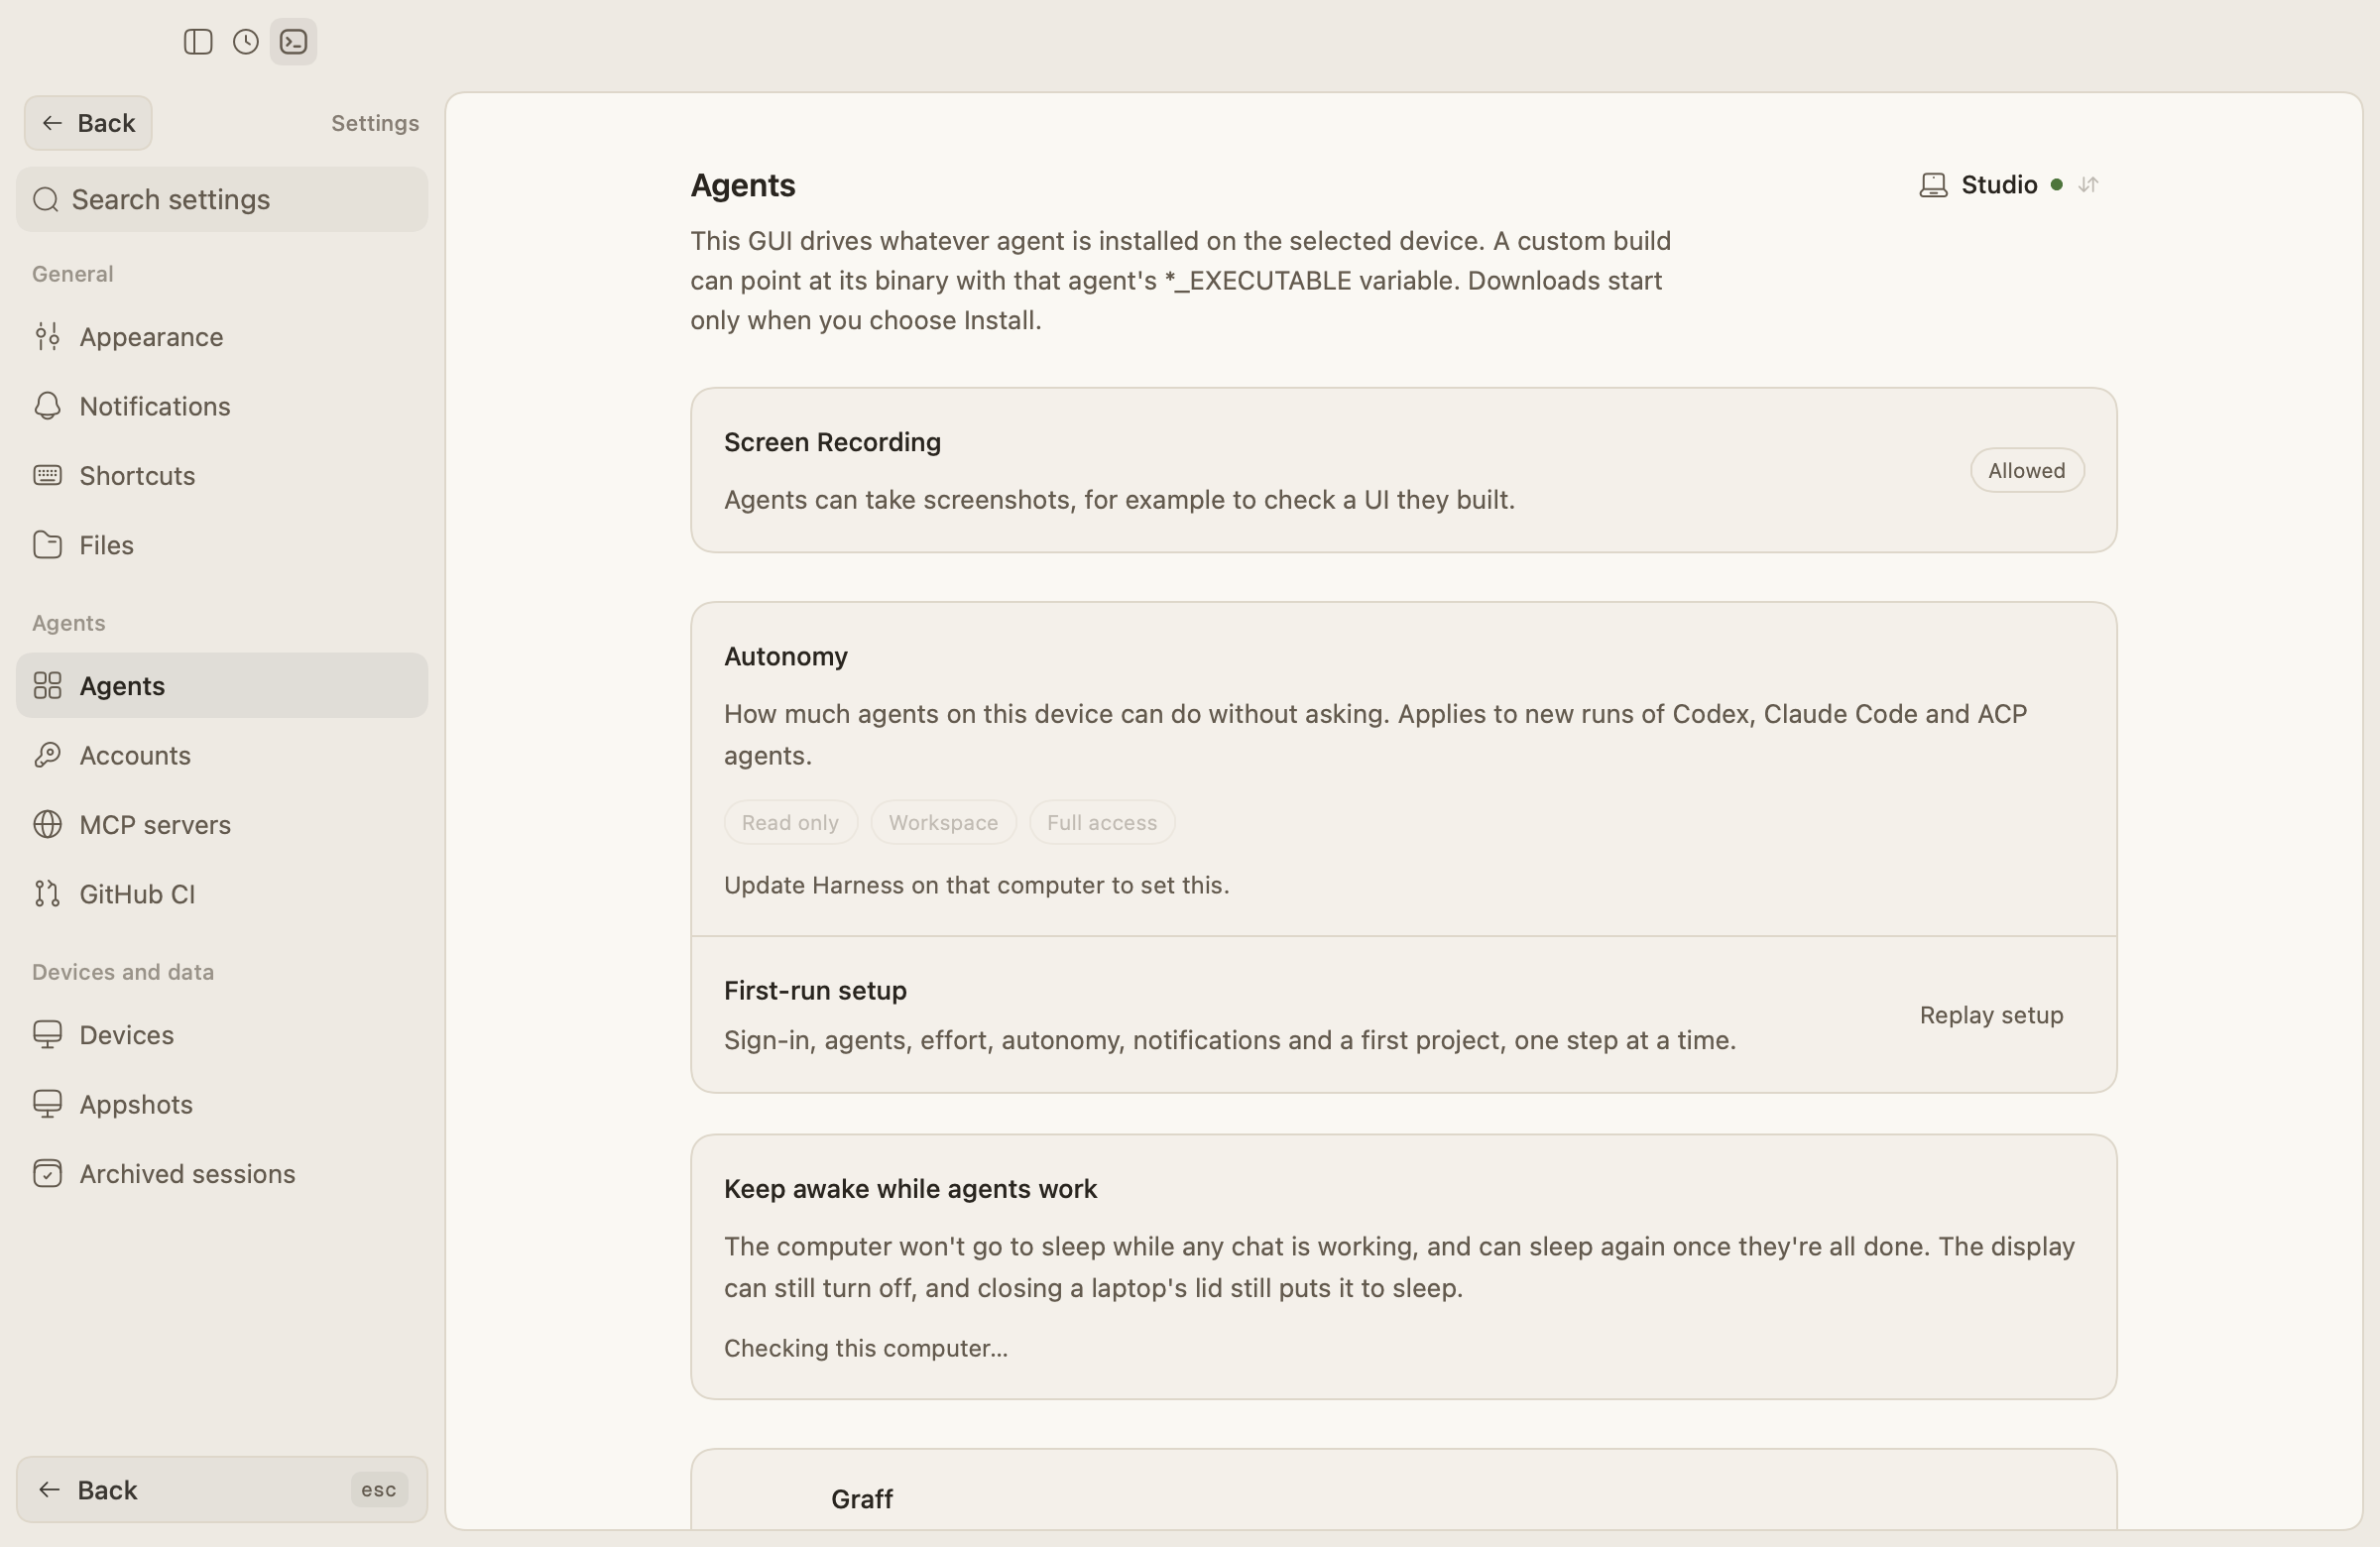 Back
Settings
Search settings
General
Appearance
Notifications
Shortcuts
Files
Agents
Agents
Accounts
MCP servers
GitHub CI
Devices and data
Devices
Appshots
Archived sessions
Back
esc
Agents
Studio
This GUI drives whatever agent is installed on the selected device. A custom build
can point at its binary with that agent's *_EXECUTABLE variable. Downloads start
only when you choose Install.
Screen Recording
Agents can take screenshots, for example to check a UI they built.
Allowed
Autonomy
How much agents on this device can do without asking. Applies to new runs of Codex, Claude Code and ACP
agents.
Read only
Workspace
Full access
Update Harness on that computer to set this.
First-run setup
Sign-in, agents, effort, autonomy, notifications and a first project, one step at a time.
Replay setup
Keep awake while agents work
The computer won't go to sleep while any chat is working, and can sleep again once they're all done. The display
can still turn off, and closing a laptop's lid still puts it to sleep.
Checking this computer...
Graff